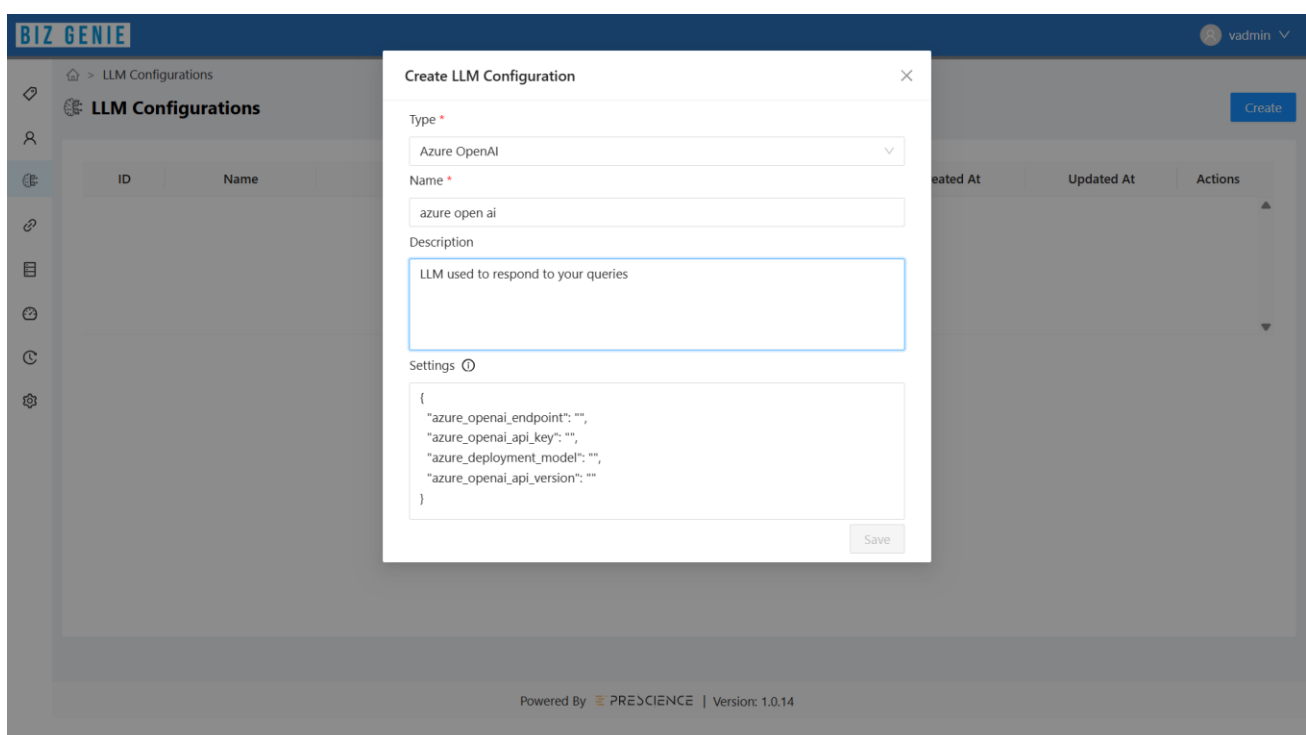 BIZ GENIE
vadmin
> LLM Configurations
LLM Configurations
Create
ID Name eated At Updated At Actions
Create LLM Configuration
Type *
Azure OpenAI
Name *
azure open ai
Description
LLM used to respond to your queries
Settings
{
"azure_openai_endpoint": "",
"azure_openai_api_key": "",
"azure_deployment_model": "",
"azure_openai_api_version": ""
}
Save
Powered By PRESCIENCE | Version: 1.0.14